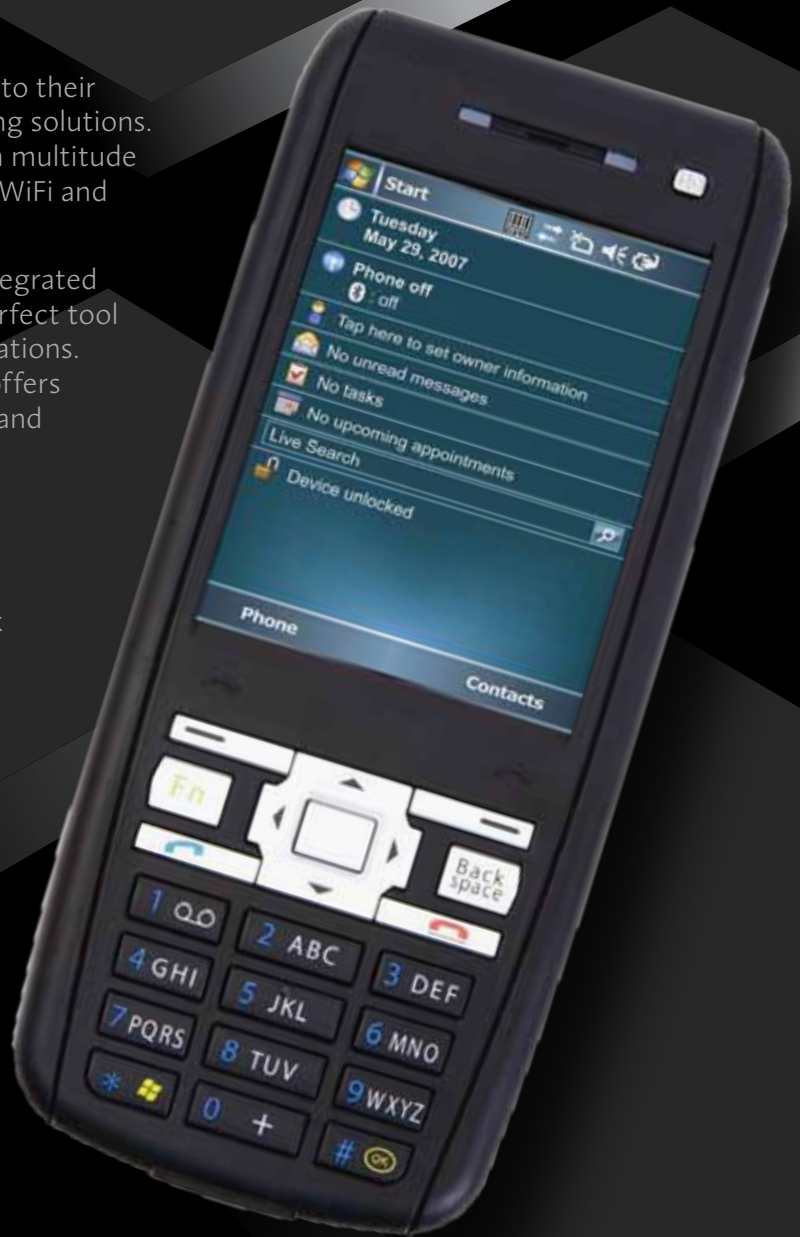 to their
ng solutions.
multitude
WiFi and
egrated
rfect tool
ations.
offers
and
Start
Tuesday
May 29, 2007
Phone off
: off
Tap here to set owner information
No unread messages
No tasks
No upcoming appointments
Live Search
Device unlocked
Phone
Contacts
Fn
Back
space
1
2 ABC
3 DEF
4 GHI
5 JKL
6 MNO
7 PQRS
8 TUV
9 WXYZ
*
0 +
# OK